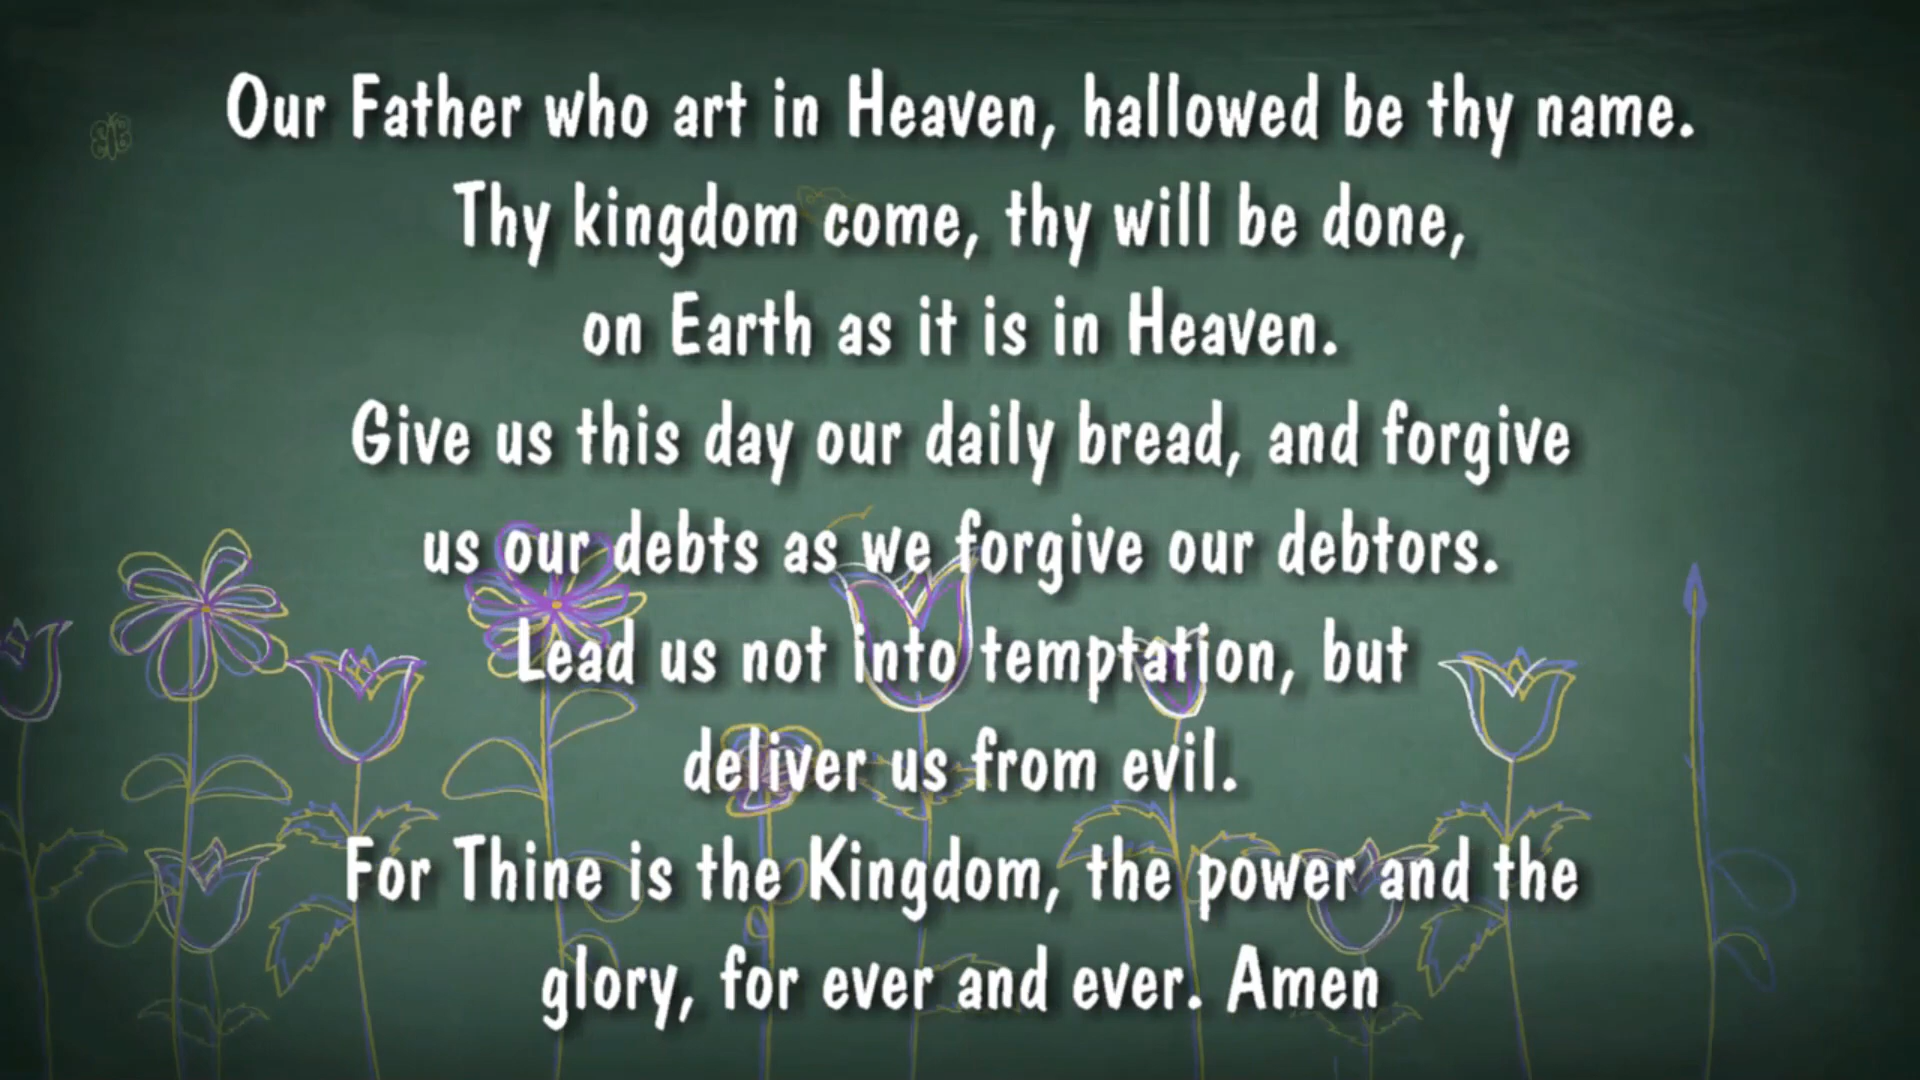 Our Father who art in Heaven, hallowed be thy name.
Thy kingdom come, thy will be done,
on Earth as it is in Heaven.
Give us this day our daily bread, and forgive
us our debts as we forgive our debtors.
Lead us not into temptation, but
deliver us from evil.
For Thine is the Kingdom, the power and the
glory, for ever and ever. Amen